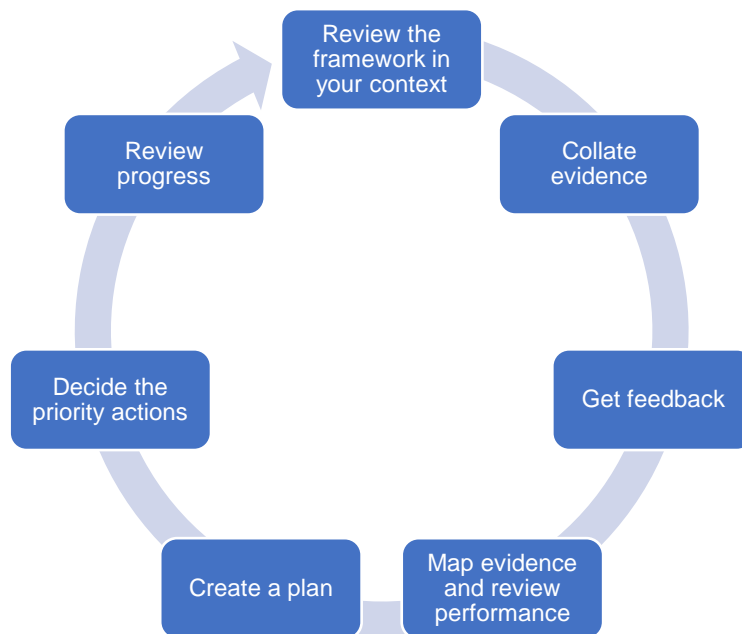 Review the
framework in
your context
Collate
evidence
Get feedback
Map evidence
and review
performance
Create a plan
Decide the
priority actions
Review
progress